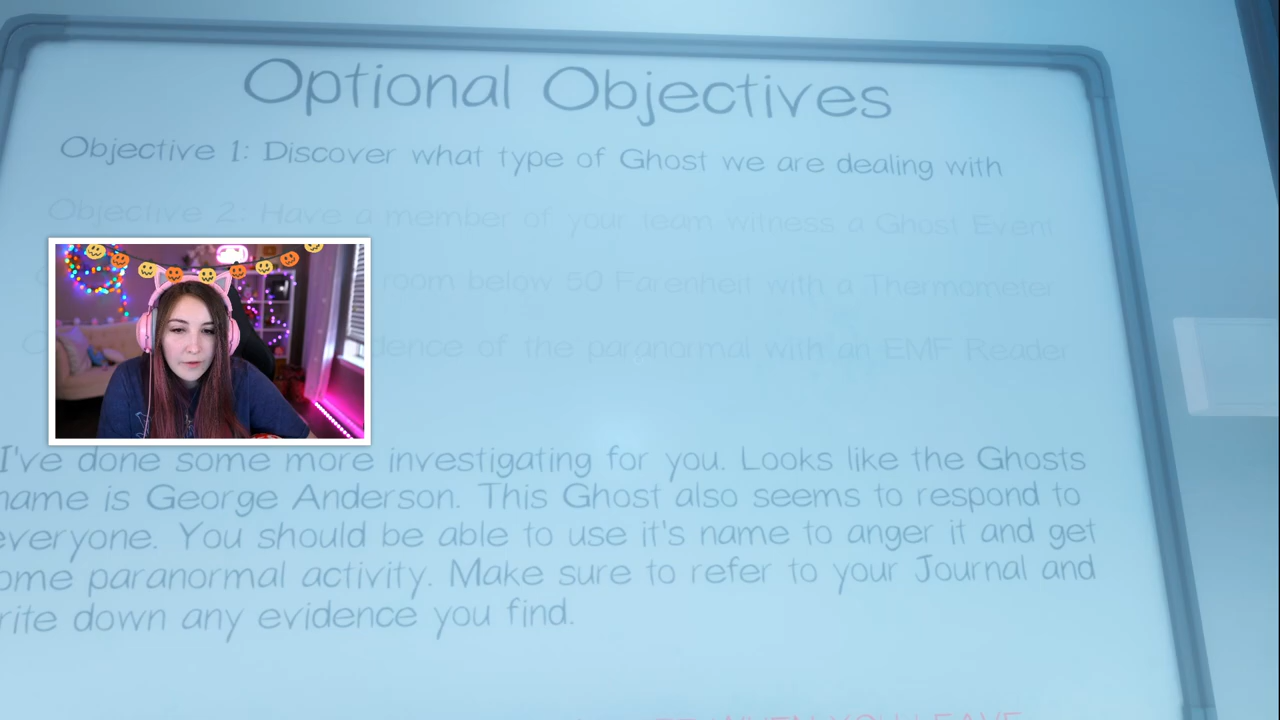 Optional Objectives
Objective 1: Discover what type of Ghost we are dealing with
Objective 2: Have a member of your team witness a Ghost Event
room below 50 Farenheit with a Thermometer
dence of the paranormal with an EMF Reader
I've done some more investigating for you. Looks like the Ghosts
name is George Anderson. This Ghost also seems to respond to
everyone. You should be able to use it's name to anger it and get
ome paranormal activity. Make sure to refer to your Journal and
rite down any evidence you find.
WHEN YOU LEAVE